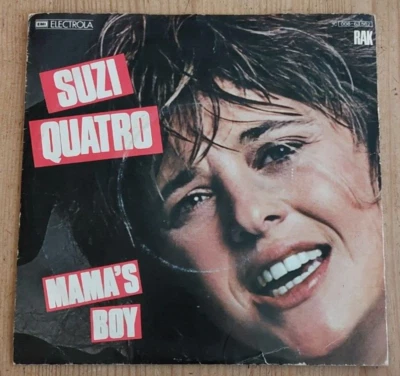 EMI ELECTROLA
RAK
SUZI
QUATRO
MAMA'S
BOY